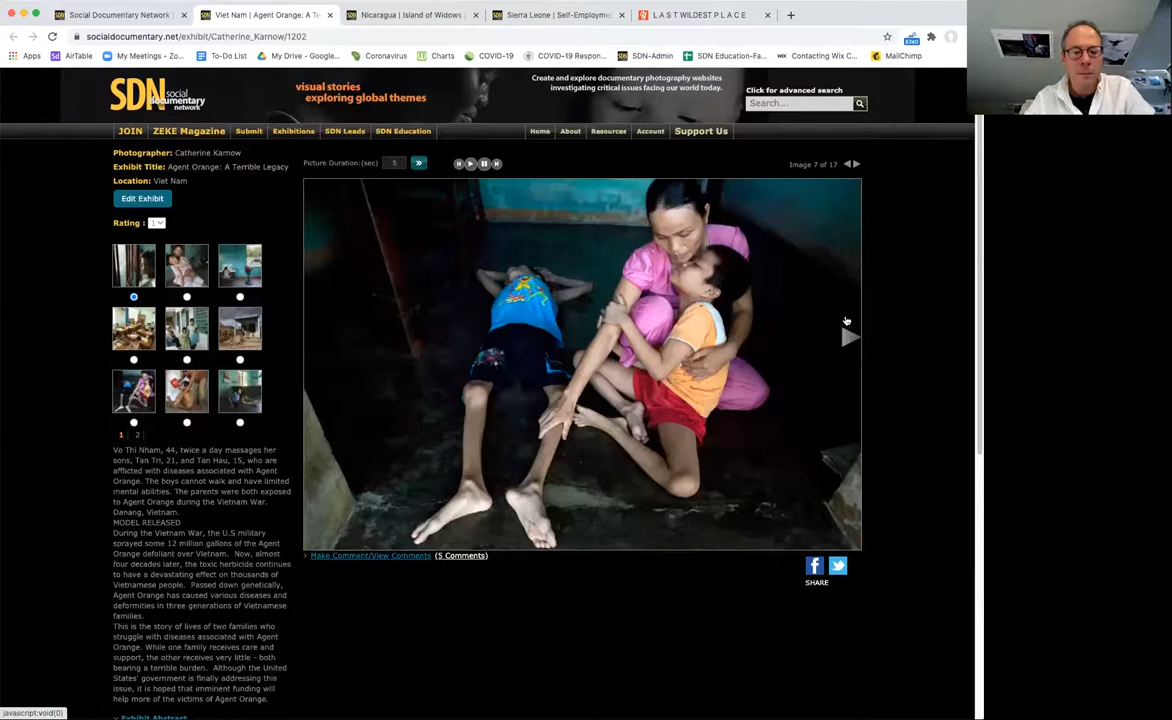 Social Documentary Network
Viet Nam | Agent Orange: A Te
Nicaragua | Island of Widows
Sierra Leone | Self-Employme
L A S T WILDEST P L A C E
socialdocumentary.net/exhibit/Catherine_Karnow/1202
Apps
AirTable
My Meetings - Zo...
To-Do List
My Drive - Google...
Coronavirus
Charts
COVID-19
COVID-19 Respon...
SDN-Admin
SDN Education-Fa...
Contacting Wix C...
MailChimp
SDN social documentary network
visual stories
exploring global themes
Create and explore documentary photography websites
investigating critical issues facing our world today.
Click for advanced search
Search...
JOIN
ZEKE Magazine
Submit
Exhibitions
SDN Leads
SDN Education
Home
About
Resources
Account
Support Us
Photographer: Catherine Karnow
Exhibit Title: Agent Orange: A Terrible Legacy
Location: Viet Nam
Edit Exhibit
Rating : 1
Picture Duration:(sec) 5
Image 7 of 17
1 | 2
Vo Thi Nham, 44, twice a day massages her
sons, Tan Tri, 21, and Tan Hau, 15, who are
afflicted with diseases associated with Agent
Orange. The boys cannot walk and have limited
mental abilities. The parents were both exposed
to Agent Orange during the Vietnam War.
Danang, Vietnam.
MODEL RELEASED
During the Vietnam War, the U.S military
sprayed some 12 million gallons of the Agent
Orange defoliant over Vietnam. Now, almost
four decades later, the toxic herbicide continues
to have a devastating effect on thousands of
Vietnamese people. Passed down genetically,
Agent Orange has caused various diseases and
deformities in three generations of Vietnamese
families.
This is the story of lives of two families who
struggle with diseases associated with Agent
Orange. While one family receives care and
support, the other receives very little - both
bearing a terrible burden. Although the United
States' government is finally addressing this
issue, it is hoped that imminent funding will
help more of the victims of Agent Orange.
Exhibit Abstract
Make Comment/View Comments (5 Comments)
SHARE
javascript:void(0)